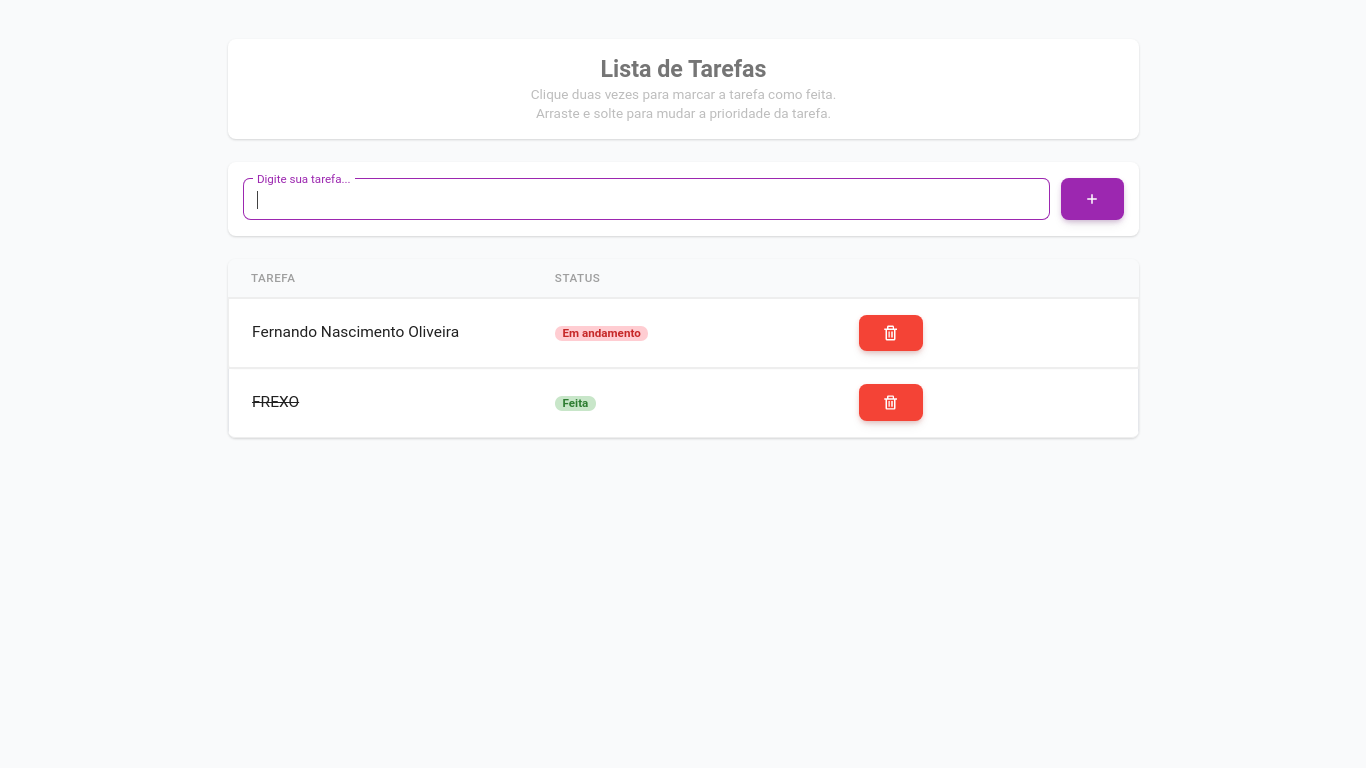 Lista de Tarefas
Clique duas vezes para marcar a tarefa como feita.
Arraste e solte para mudar a prioridade da tarefa.
Digite sua tarefa...
+
TAREFA STATUS
Fernando Nascimento Oliveira Em andamento
FREXO Feita